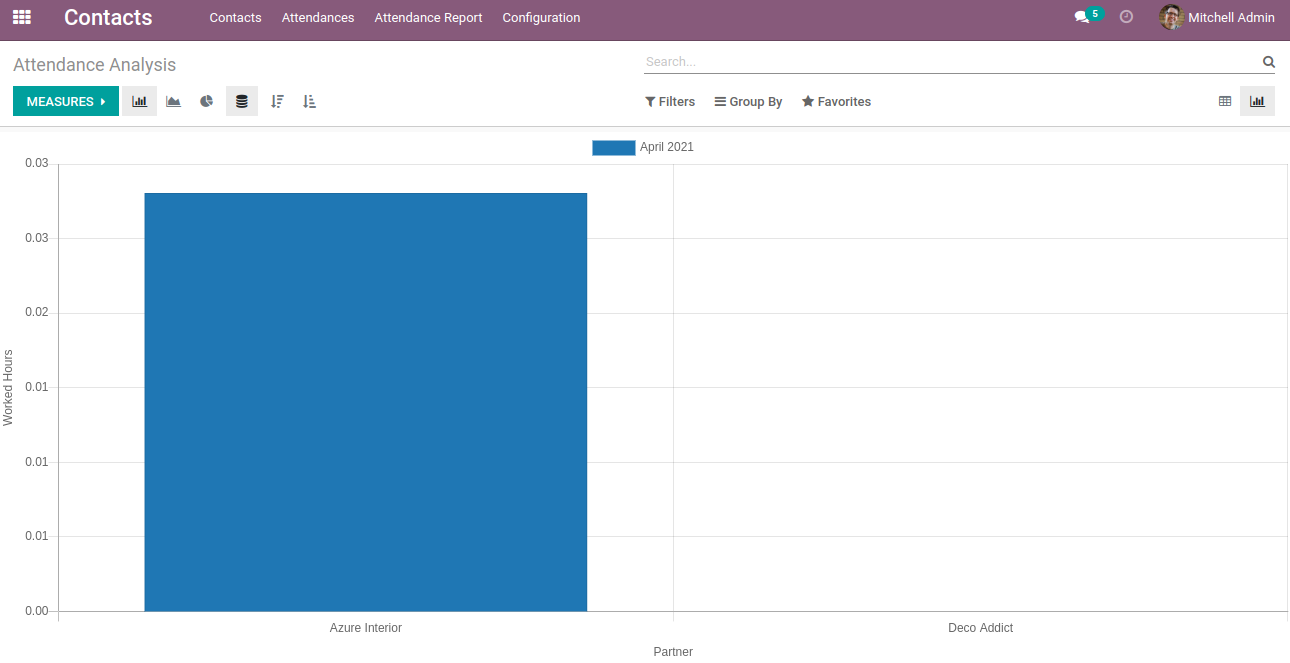 Contacts Contacts Attendances Attendance Report Configuration 5 Mitchell Admin
Attendance Analysis Search...
MEASURES Filters Group By Favorites
April 2021
0.03
0.03
0.02
0.01
0.01
0.01
0.00
Worked Hours
Azure Interior Deco Addict
Partner